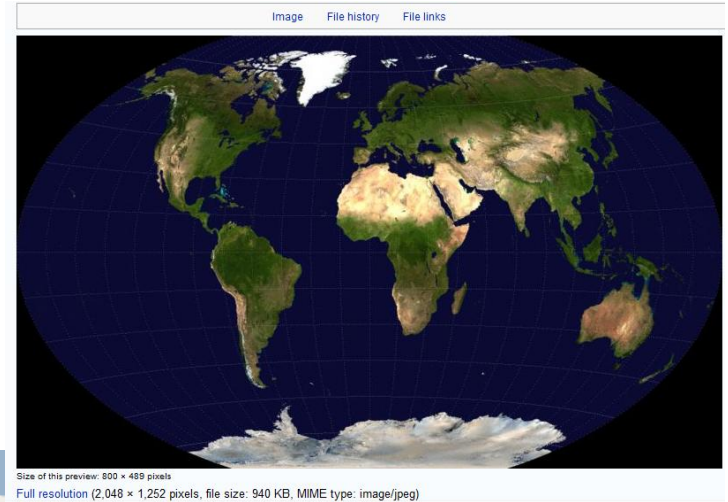 Image File history File links
Size of this preview: 800 × 489 pixels
Full resolution (2,048 × 1,252 pixels, file size: 940 KB, MIME type: image/jpeg)